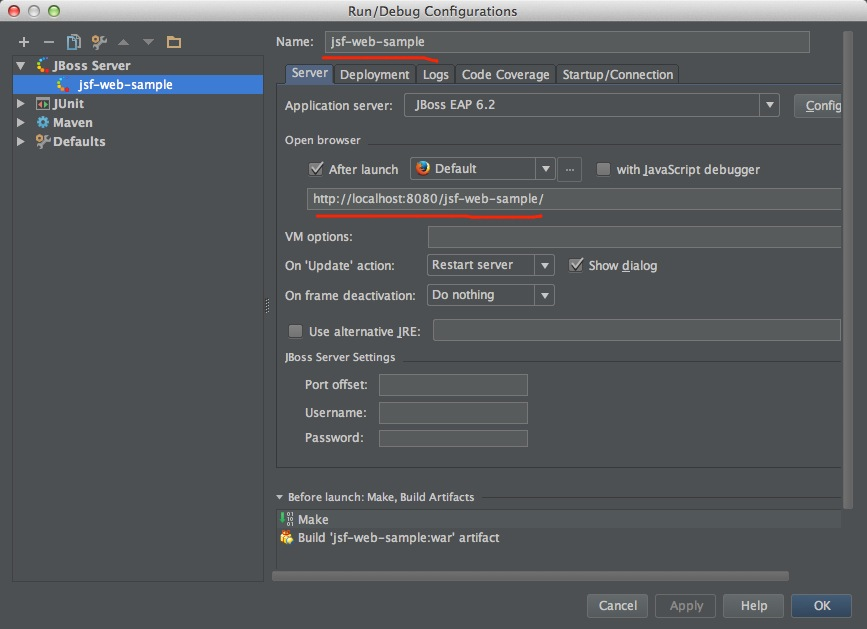 Run/Debug Configurations
Name: jsf-web-sample
JBoss Server
jsf-web-sample
JUnit
Maven
Defaults
Server Deployment Logs Code Coverage Startup/Connection
Application server: JBoss EAP 6.2 Config
Open browser
After launch Default ... with JavaScript debugger
http://localhost:8080/jsf-web-sample/
VM options:
On 'Update' action: Restart server Show dialog
On frame deactivation: Do nothing
Use alternative JRE:
JBoss Server Settings
Port offset:
Username:
Password:
Before launch: Make, Build Artifacts
Make
Build 'jsf-web-sample:war' artifact
Cancel Apply Help OK